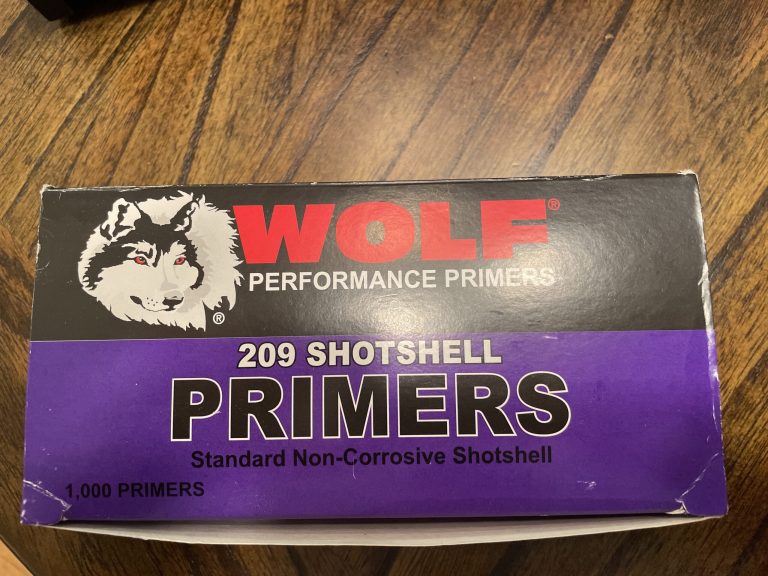 WOLF®
PERFORMANCE PRIMERS
®
209 SHOTSHELL
PRIMERS
Standard Non-Corrosive Shotshell
1,000 PRIMERS